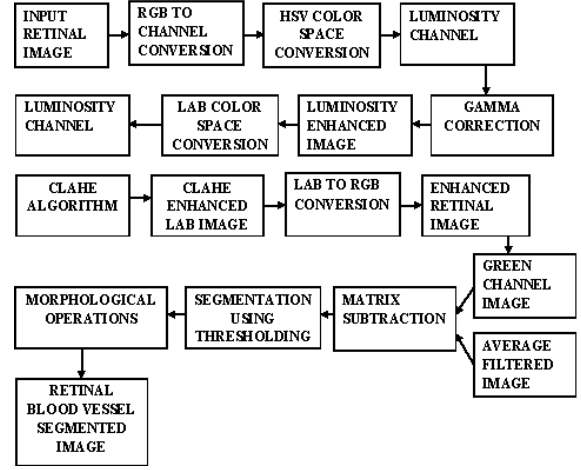 INPUT
RETINAL
IMAGE
RGB TO
CHANNEL
CONVERSION
HSV COLOR
SPACE
CONVERSION
LUMINOSITY
CHANNEL
LUMINOSITY
CHANNEL
LAB COLOR
SPACE
CONVERSION
LUMINOSITY
ENHANCED
IMAGE
GAMMA
CORRECTION
CLAHE
ALGORITHM
CLAHE
ENHANCED
LAB IMAGE
LAB TO RGB
CONVERSION
ENHANCED
RETINAL
IMAGE
GREEN
CHANNEL
IMAGE
MORPHOLOGICAL
OPERATIONS
SEGMENTATION
USING
THRESHOLDING
MATRIX
SUBTRACTION
AVERAGE
FILTERED
IMAGE
RETINAL
BLOOD VESSEL
SEGMENTED
IMAGE